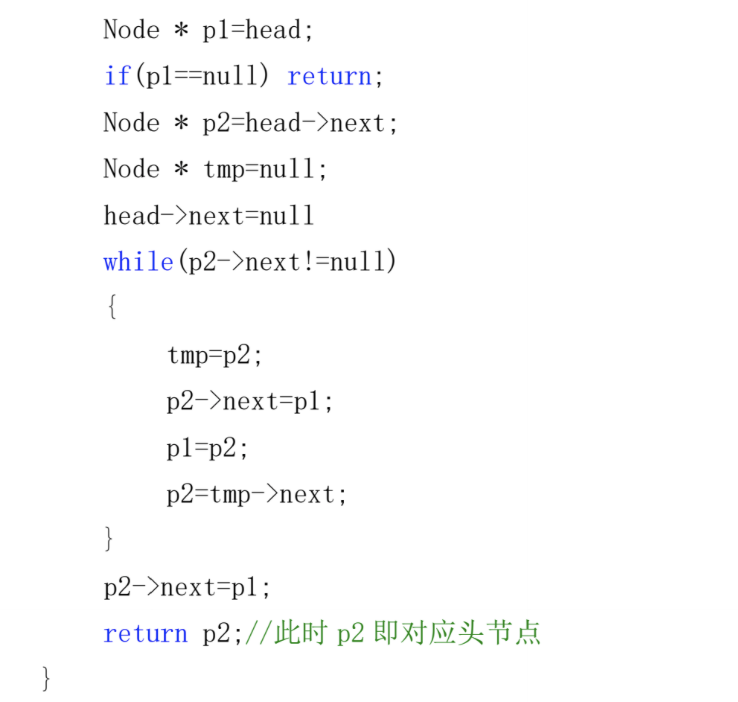 Node * p1=head;
if(p1==null) return;
Node * p2=head->next;
Node * tmp=null;
head->next=null
while(p2->next!=null)
{
tmp=p2;
p2->next=p1;
p1=p2;
p2=tmp->next;
}
p2->next=p1;
return p2;//此时 p2 即对应头节点
}